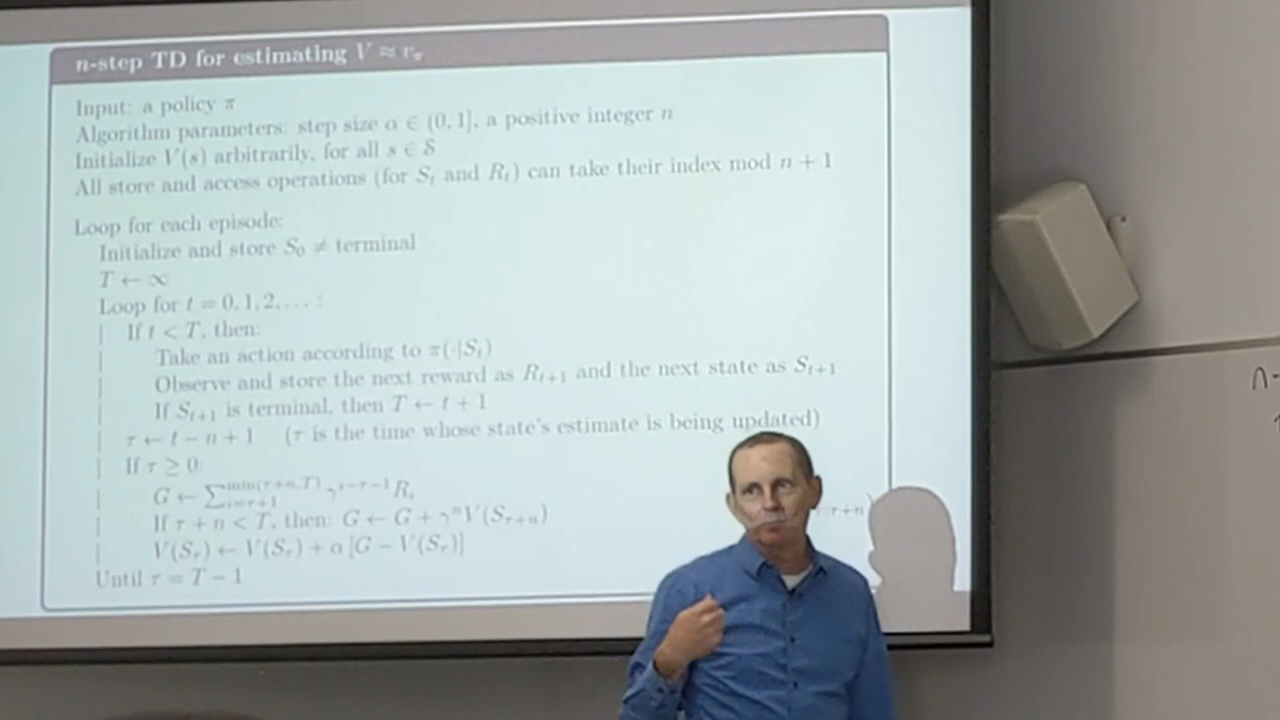 n-step TD for estimating V ≈ vπ
Input: a policy π
Algorithm parameters: step size α ∈ (0, 1], a positive integer n
Initialize V(s) arbitrarily, for all s ∈ S
All store and access operations (for Sₜ and Rₜ) can take their index mod n + 1
Loop for each episode:
Initialize and store S₀ ≠ terminal
T ← ∞
Loop for t = 0, 1, 2, . . . :
If t < T, then:
Take an action according to π(·|Sₜ)
Observe and store the next reward as Rₜ₊₁ and the next state as Sₜ₊₁
If Sₜ₊₁ is terminal, then T ← t + 1
τ ← t − n + 1 (τ is the time whose state's estimate is being updated)
If τ ≥ 0:
G ← ∑_{i=τ+1}^{min(τ+n,T)} γ^{i−τ−1} Rᵢ
If τ + n < T, then: G ← G + γⁿV(S_{τ+n}) :τ+n
V(S_τ) ← V(S_τ) + α [G − V(S_τ)]
Until τ = T − 1